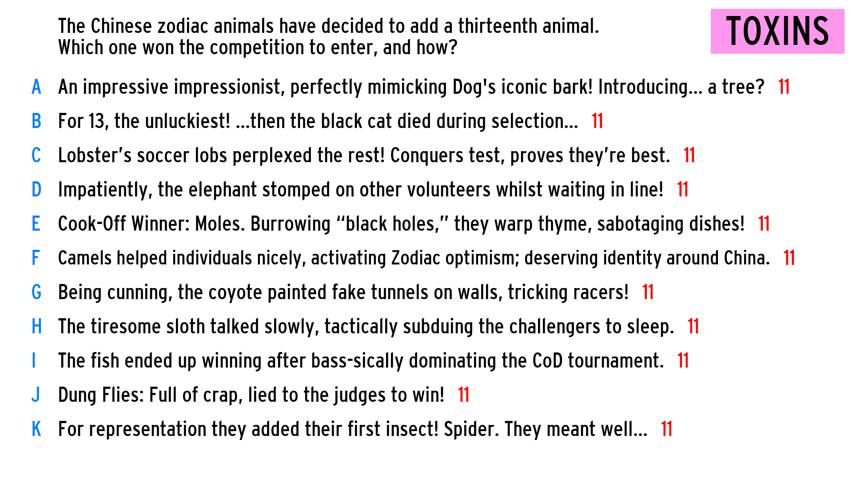 The Chinese zodiac animals have decided to add a thirteenth animal.
Which one won the competition to enter, and how?
TOXINS
A An impressive impressionist, perfectly mimicking Dog's iconic bark! Introducing... a tree? 11
B For 13, the unluckiest! ...then the black cat died during selection... 11
C Lobster’s soccer lobs perplexed the rest! Conquers test, proves they’re best. 11
D Impatiently, the elephant stomped on other volunteers whilst waiting in line! 11
E Cook-Off Winner: Moles. Burrowing “black holes,” they warp thyme, sabotaging dishes! 11
F Camels helped individuals nicely, activating Zodiac optimism; deserving identity around China. 11
G Being cunning, the coyote painted fake tunnels on walls, tricking racers! 11
H The tiresome sloth talked slowly, tactically subduing the challengers to sleep. 11
I The fish ended up winning after bass-sically dominating the CoD tournament. 11
J Dung Flies: Full of crap, lied to the judges to win! 11
K For representation they added their first insect! Spider. They meant well... 11